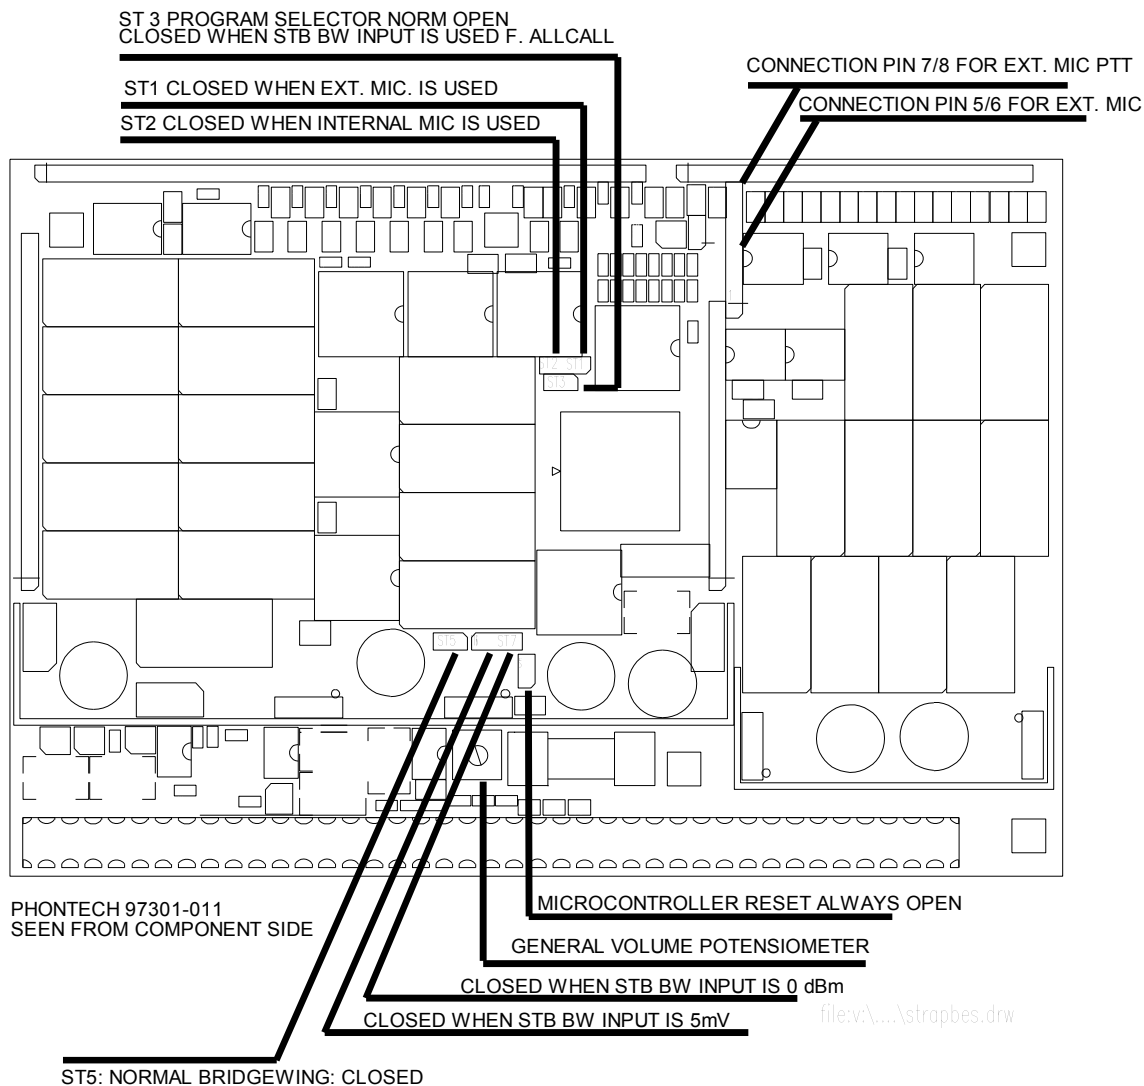 ST 3 PROGRAM SELECTOR NORM OPEN
CLOSED WHEN STB BW INPUT IS USED F. ALLCALL
ST1 CLOSED WHEN EXT. MIC. IS USED
ST2 CLOSED WHEN INTERNAL MIC IS USED
CONNECTION PIN 7/8 FOR EXT. MIC PTT
CONNECTION PIN 5/6 FOR EXT. MIC
1
ST2 ST1
ST3
ST5
ST7
PHONTECH 97301-011
SEEN FROM COMPONENT SIDE
MICROCONTROLLER RESET ALWAYS OPEN
GENERAL VOLUME POTENSIOMETER
CLOSED WHEN STB BW INPUT IS 0 dBm
CLOSED WHEN STB BW INPUT IS 5mV
file:v:\....\strapbes.drw
ST5: NORMAL BRIDGEWING: CLOSED